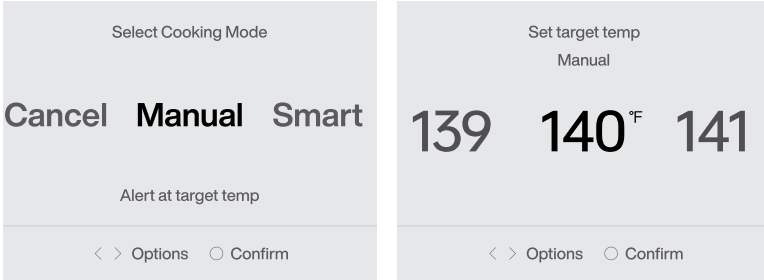 Select Cooking Mode
Cancel Manual Smart
Alert at target temp
< > Options ○ Confirm
Set target temp
Manual
139 140°F 141
< > Options ○ Confirm